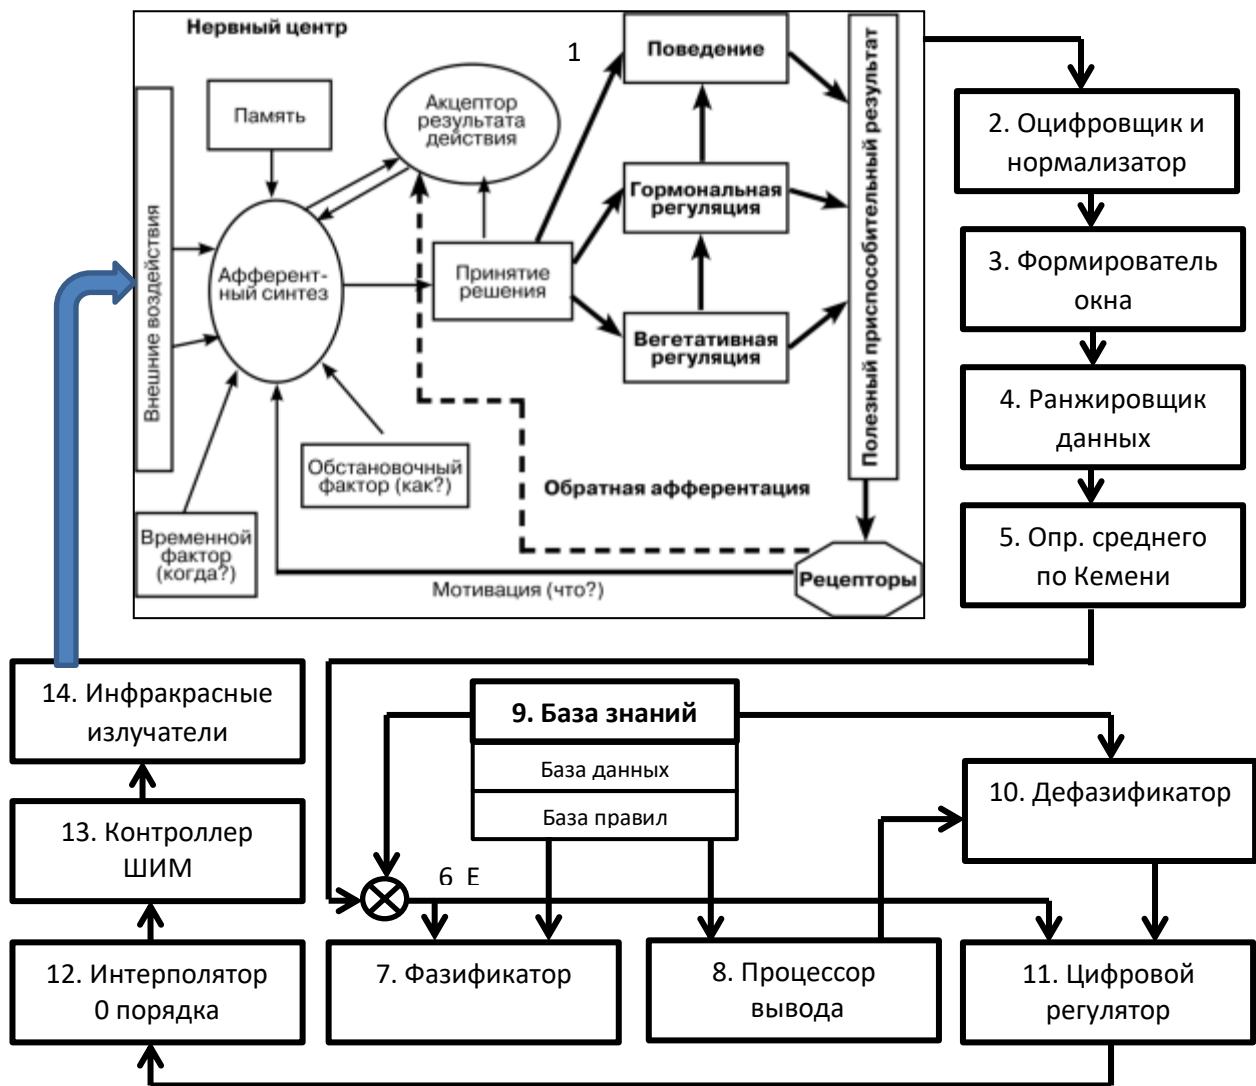 Нервный центр
1
Поведение
Память
Акцептор
результата
действия
Внешние воздействия
Афферент-
ный синтез
Принятие
решения
Гормональная
регуляция
Вегетативная
регуляция
Полезный приспособительный результат
Обстановочный
фактор (как?)
Обратная афферентация
Временной
фактор
(когда?)
Мотивация (что?)
Рецепторы
2. Оцифровщик и
нормализатор
3. Формирователь
окна
4. Ранжировщик
данных
5. Опр. среднего
по Кемени
14. Инфракрасные
излучатели
9. База знаний
База данных
База правил
10. Дефазификатор
13. Контроллер
ШИМ
6 E
12. Интерполятор
0 порядка
7. Фазификатор
8. Процессор
вывода
11. Цифровой
регулятор